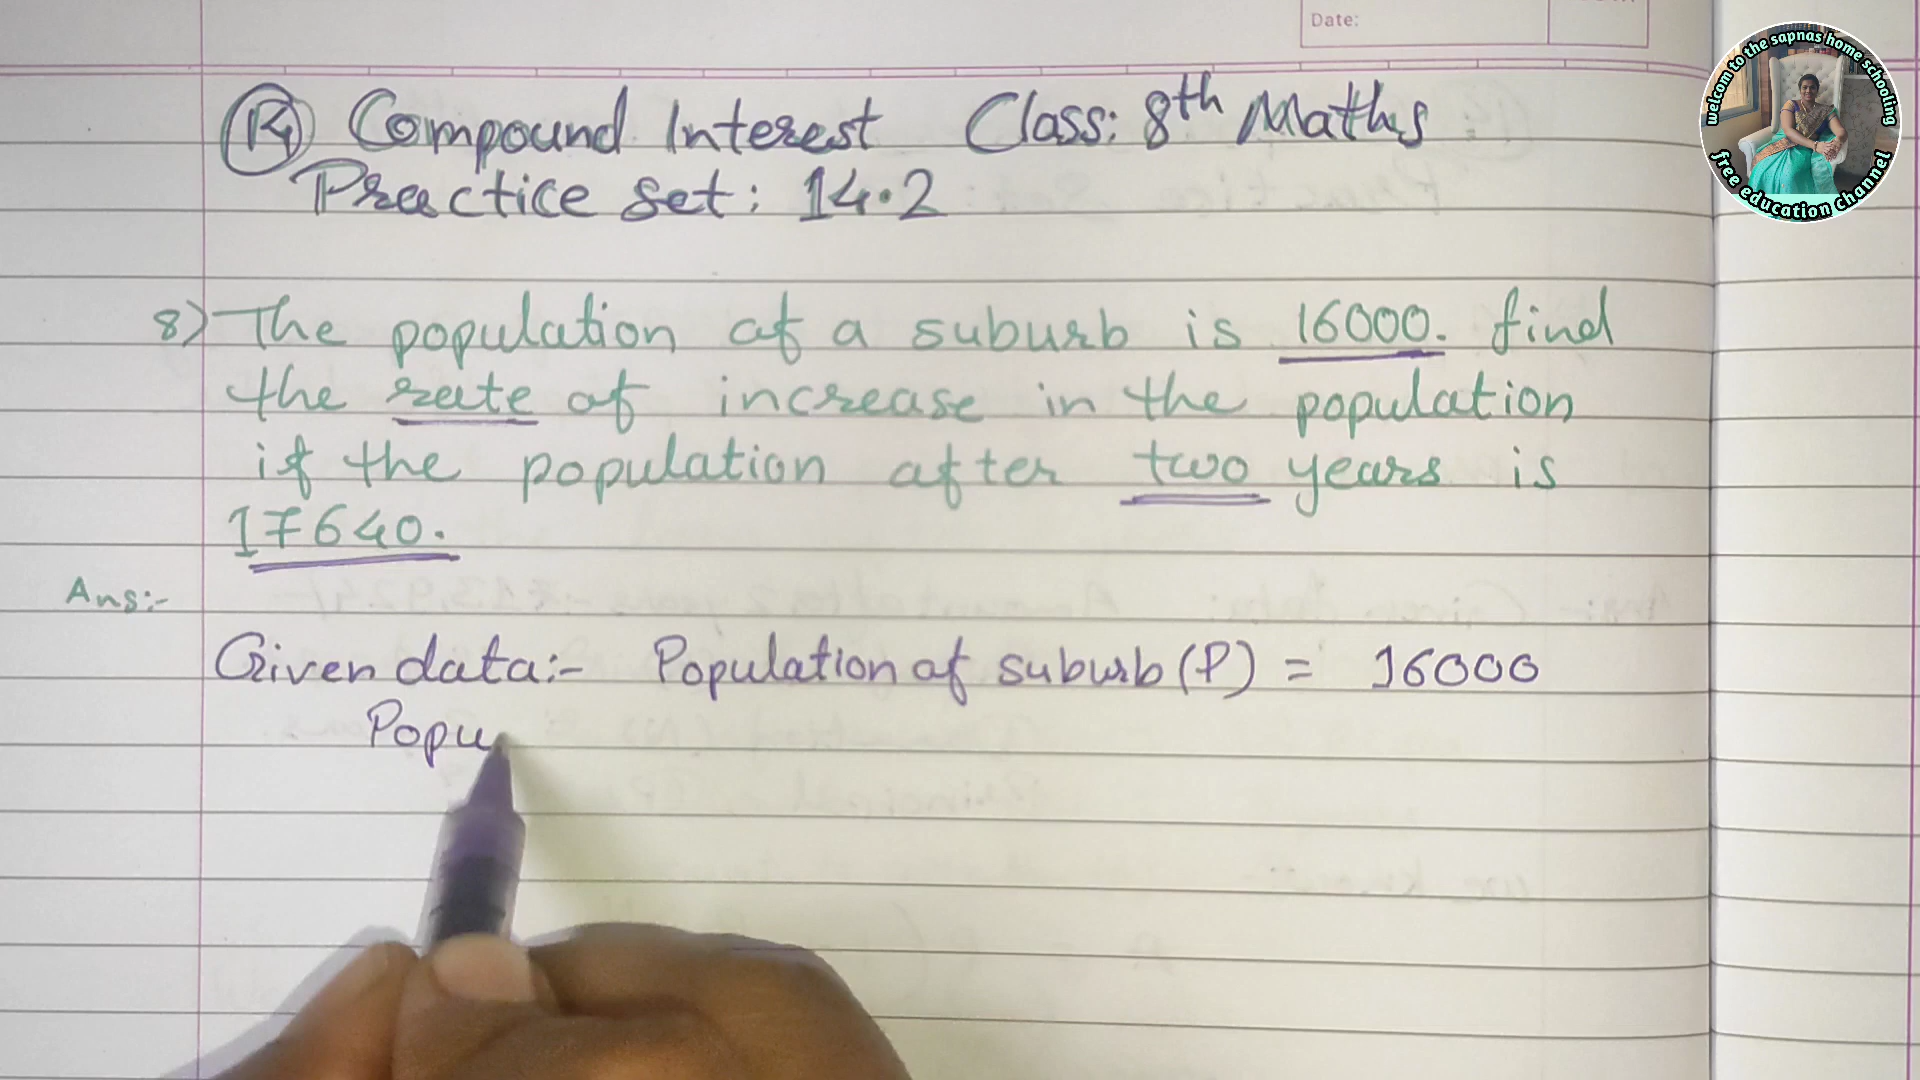 Date:
welcom to the sapnas home schooling
free education channel
14 Compound Interest Class: 8th Maths
Practice set: 14.2
8) The population of a suburb is 16000. find
the rate of increase in the population
if the population after two years is
17640.
Ans:-
Given data:- Population of suburb (P) = 16000
Popu